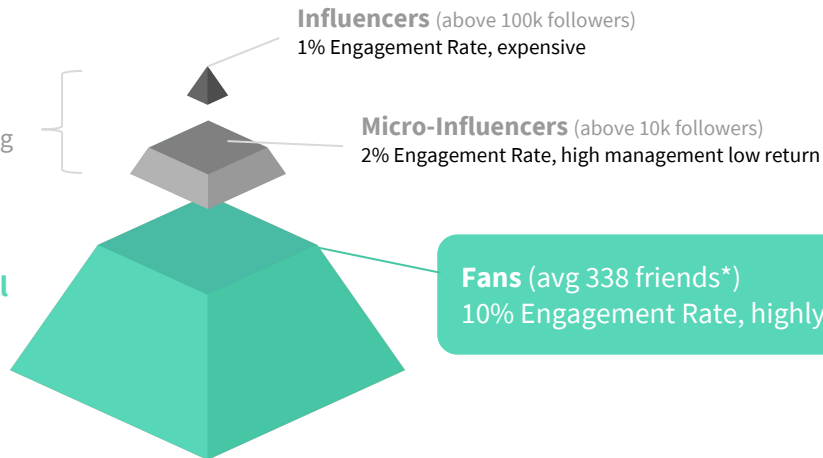 Influencers (above 100k followers)
1% Engagement Rate, expensive
Micro-Influencers (above 10k followers)
2% Engagement Rate, high management low return
Fans (avg 338 friends*)
10% Engagement Rate, highly